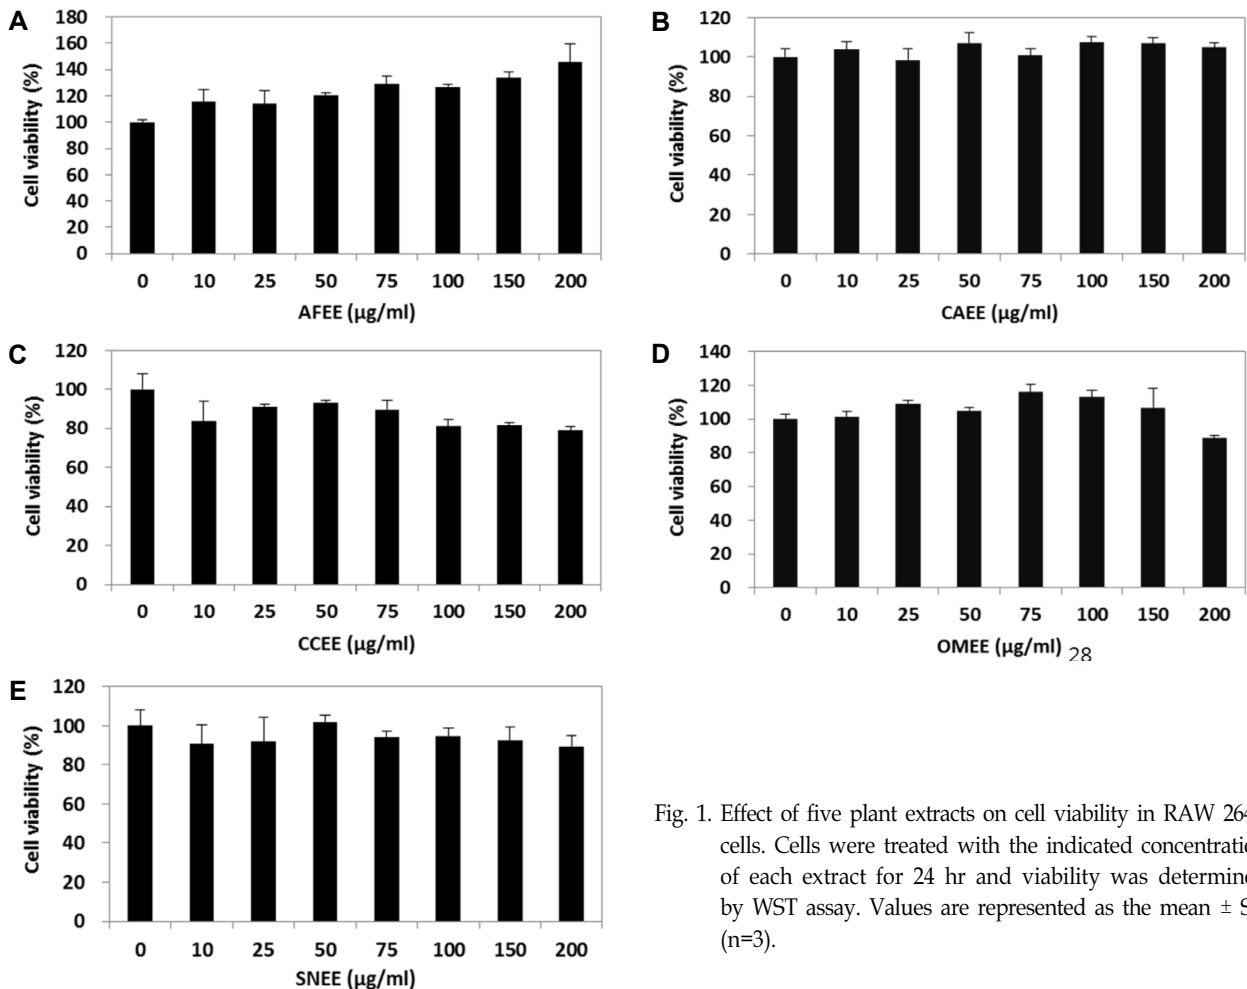 A
Cell viability (%)
180
160
140
120
100
80
60
40
20
0
0 10 25 50 75 100 150 200
AFEE (µg/ml)
B
Cell viability (%)
120
100
80
60
40
20
0
0 10 25 50 75 100 150 200
CAEE (µg/ml)
C
Cell viability (%)
120
100
80
60
40
20
0
0 10 25 50 75 100 150 200
CCEE (µg/ml)
D
Cell viability (%)
140
120
100
80
60
40
20
0
0 10 25 50 75 100 150 200
OMEE (µg/ml) 28
E
Cell viability (%)
120
100
80
60
40
20
0
0 10 25 50 75 100 150 200
SNEE (µg/ml)
Fig. 1. Effect of five plant extracts on cell viability in RAW 264
cells. Cells were treated with the indicated concentratio
of each extract for 24 hr and viability was determine
by WST assay. Values are represented as the mean ± S
(n=3).